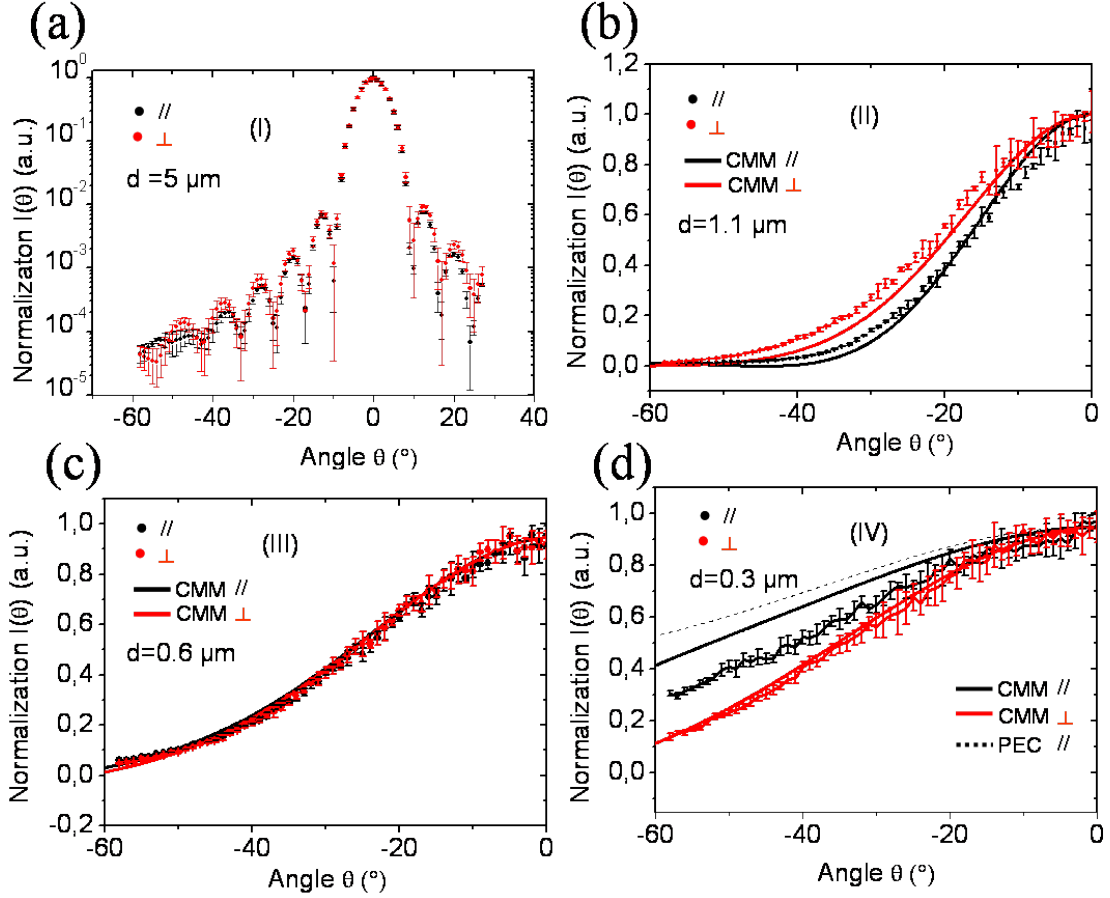 (a)
Normalizaton I(θ) (a.u.)
10⁰
10⁻¹
10⁻²
10⁻³
10⁻⁴
10⁻⁵
//
⊥
d =5 µm
(I)
-60 -40 -20 0 20 40
Angle θ (°)
(b)
Normalization I(θ) (a.u.)
1,2
1,0
0,8
0,6
0,4
0,2
0,0
//
⊥
CMM //
CMM ⊥
d=1.1 µm
(II)
-60 -40 -20 0
Angle θ (°)
(c)
Normalization I(θ) (a.u.)
1,0
0,8
0,6
0,4
0,2
0,0
-0,2
//
⊥
CMM //
CMM ⊥
d=0.6 µm
(III)
-60 -40 -20 0
Angle θ (°)
(d)
Normalization I(θ) (a.u.)
1,2
1,0
0,8
0,6
0,4
0,2
0,0
//
⊥
(IV)
d=0.3 µm
CMM //
CMM ⊥
PEC //
-60 -40 -20 0
Angle θ (°)